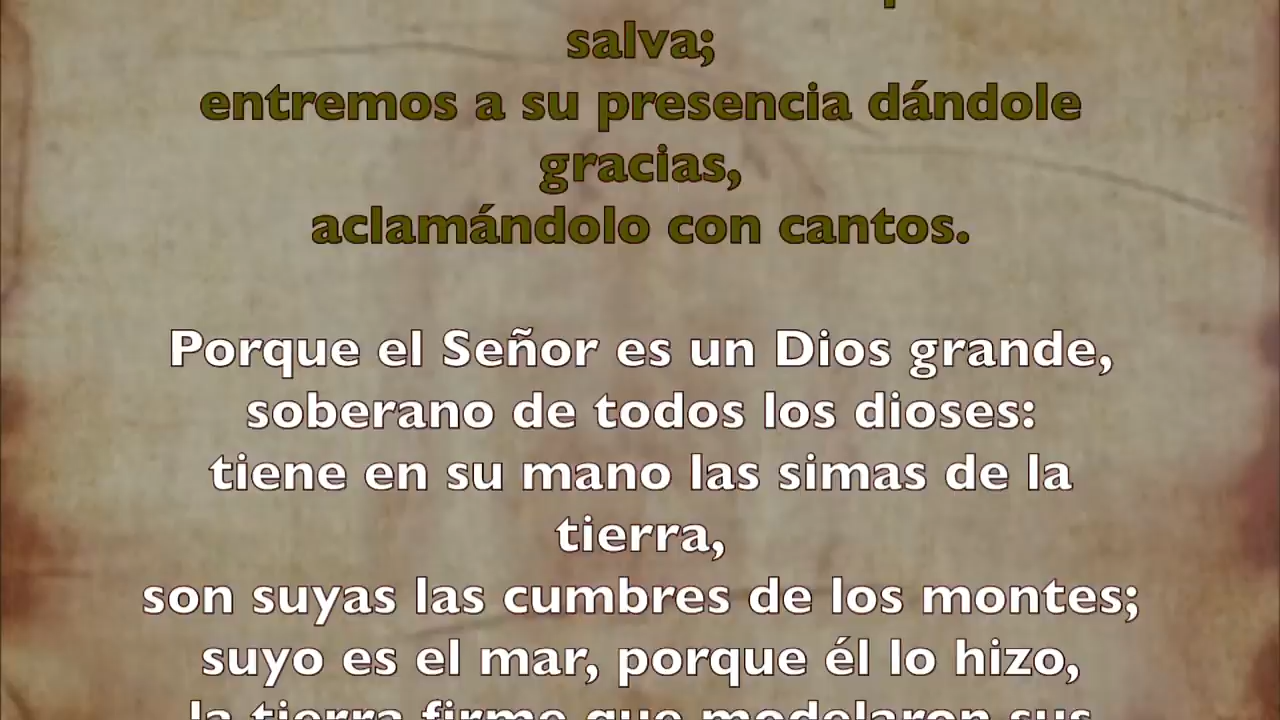 salva;
entremos a su presencia dándole
gracias,
aclamándolo con cantos.
Porque el Señor es un Dios grande,
soberano de todos los dioses:
tiene en su mano las simas de la
tierra,
son suyas las cumbres de los montes;
suyo es el mar, porque él lo hizo,
la tierra firme que modelaron sus